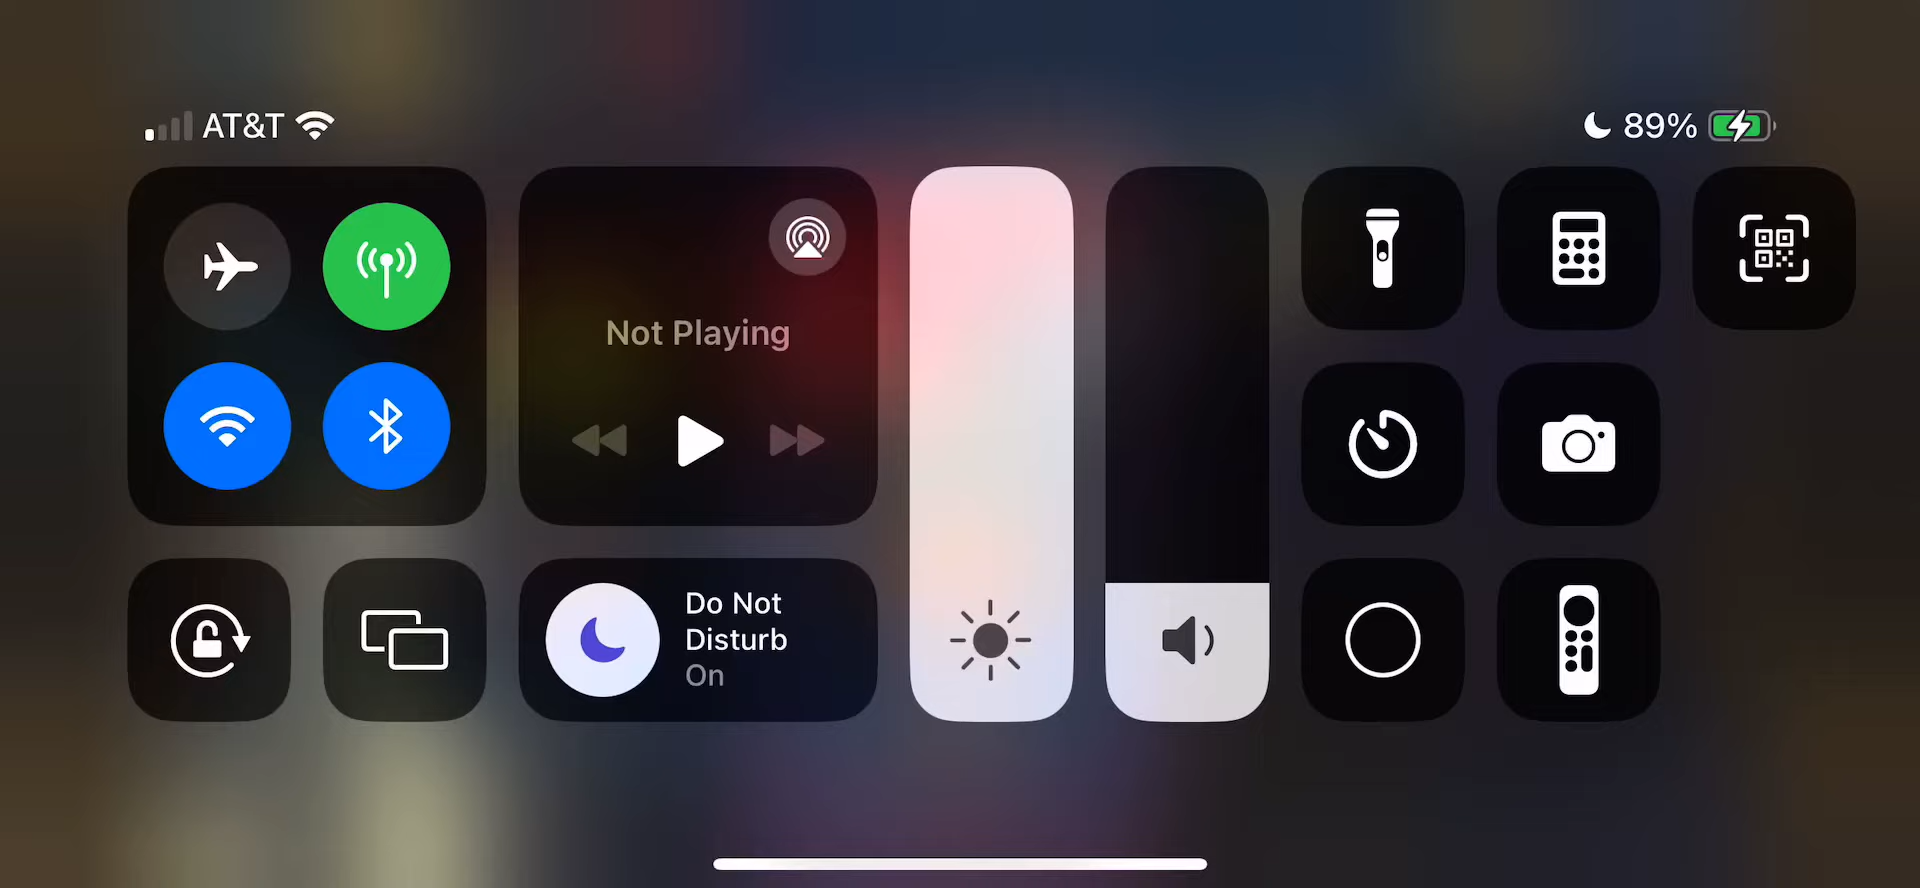 AT&T
89%
Not Playing
Do Not
Disturb
On